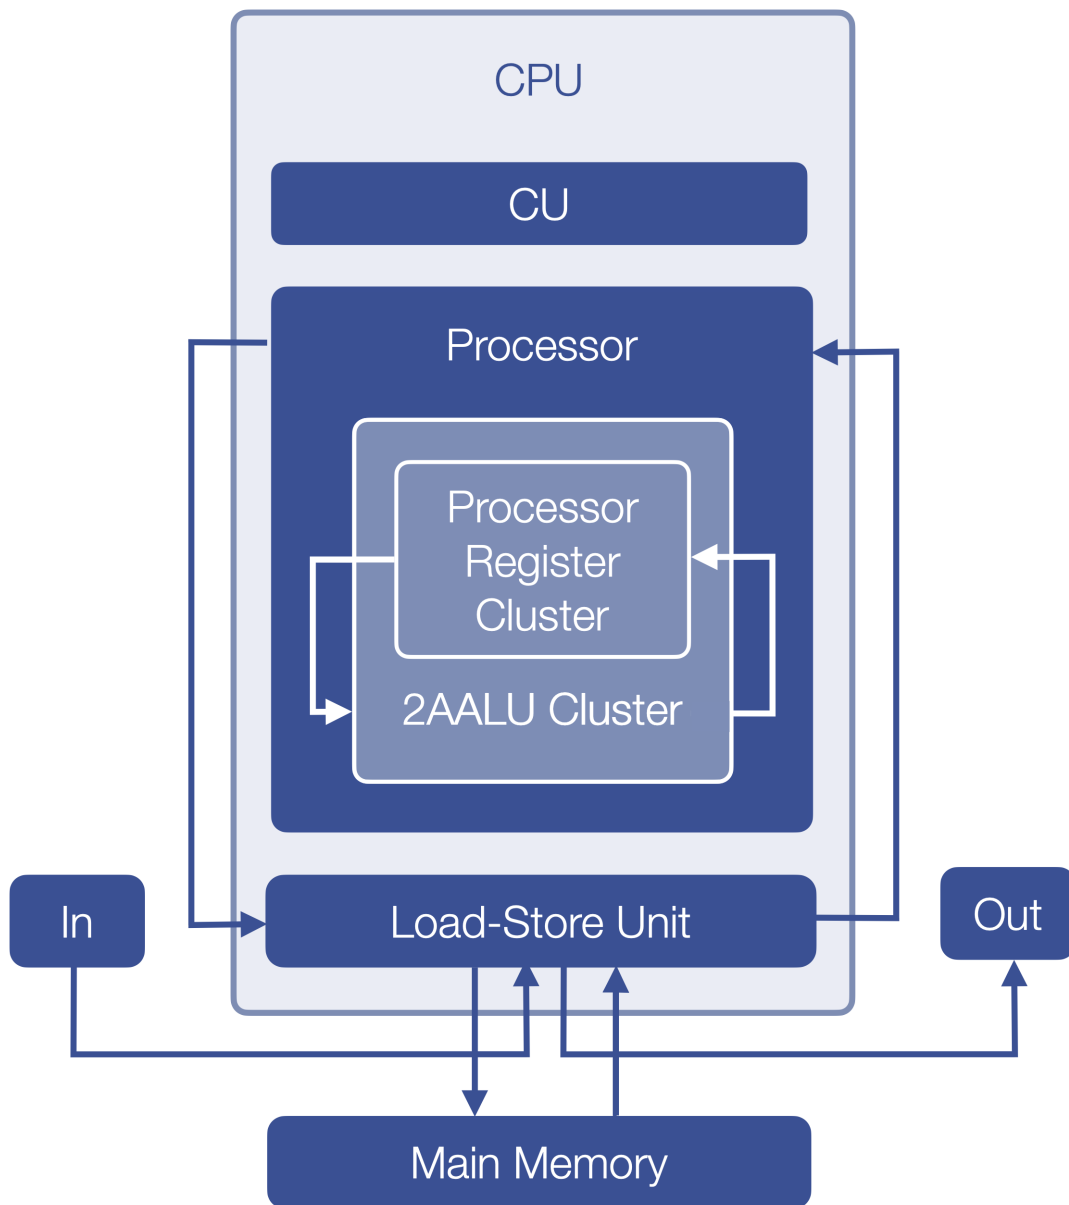 CPU
CU
Processor
Processor
Register
Cluster
2AALU Cluster
In
Load-Store Unit
Out
Main Memory